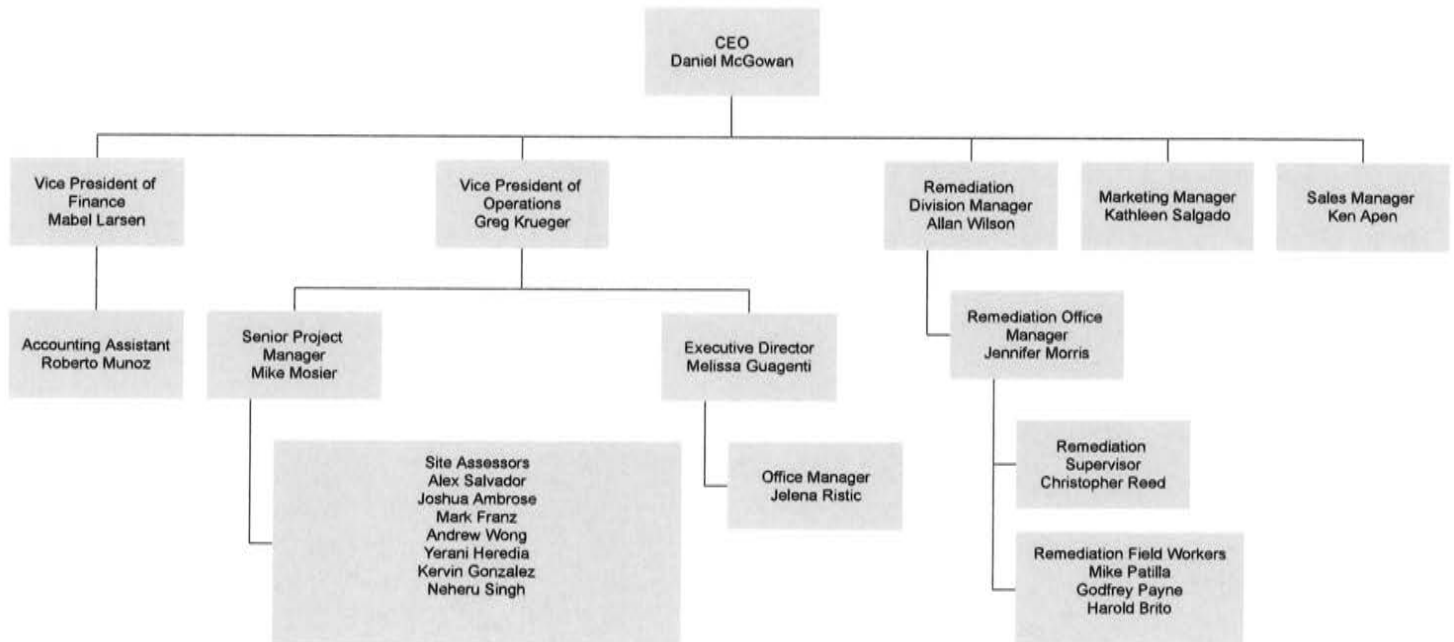 CEO
Daniel McGowan
Vice President of
Finance
Mabel Larsen
Vice President of
Operations
Greg Krueger
Remediation
Division Manager
Allan Wilson
Marketing Manager
Kathleen Salgado
Sales Manager
Ken Apen
Accounting Assistant
Roberto Munoz
Senior Project
Manager
Mike Mosier
Executive Director
Melissa Guagenti
Remediation Office
Manager
Jennifer Morris
Site Assessors
Alex Salvador
Joshua Ambrose
Mark Franz
Andrew Wong
Yerani Heredia
Kervin Gonzalez
Neheru Singh
Office Manager
Jelena Ristic
Remediation
Supervisor
Christopher Reed
Remediation Field Workers
Mike Patilla
Godfrey Payne
Harold Brito